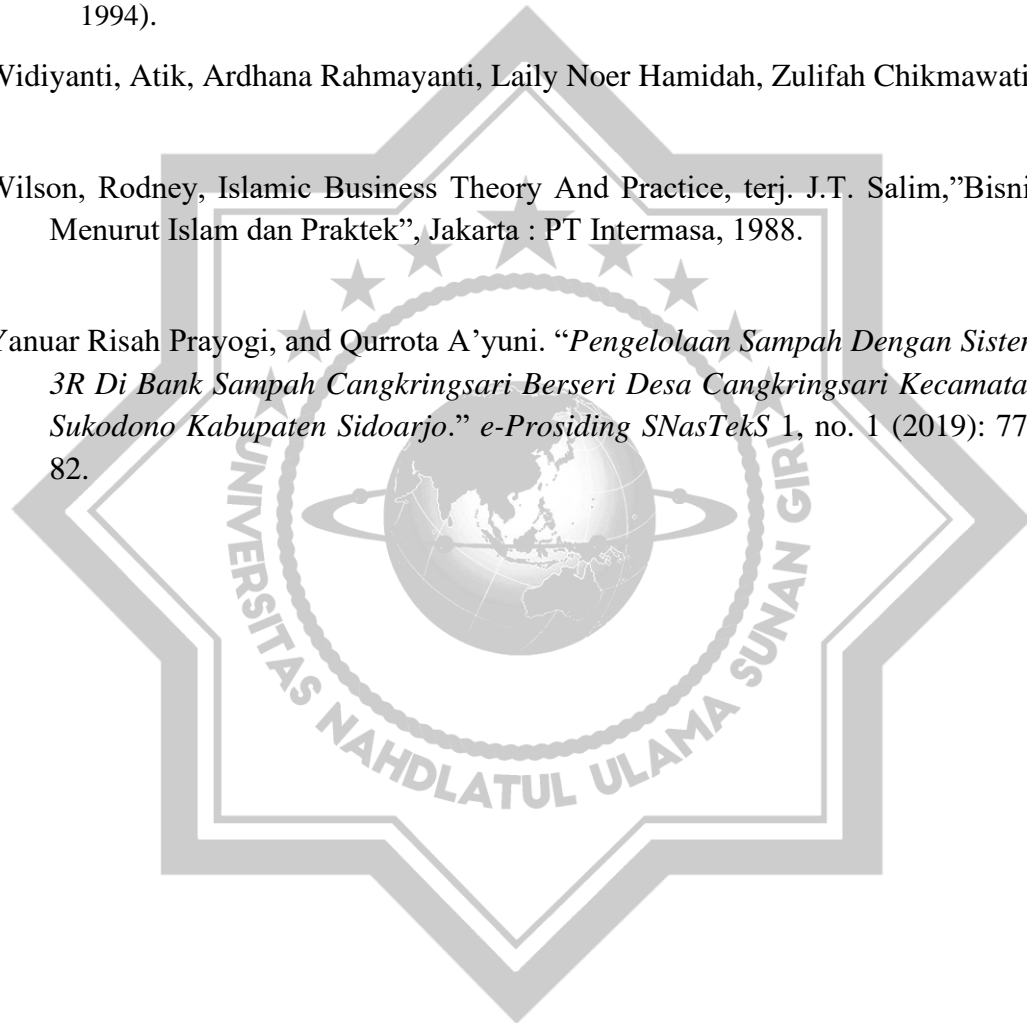 1994).
Widiyanti, Atik, Ardhana Rahmayanti, Laily Noer Hamidah, Zulifah Chikmawati
Wilson, Rodney, Islamic Business Theory And Practice, terj. J.T. Salim,”Bisni
Menurut Islam dan Praktek”, Jakarta : PT Intermasa, 1988.
Yanuar Risah Prayogi, and Qurrota A’yuni. “Pengelolaan Sampah Dengan Sistem
3R Di Bank Sampah Cangkringsari Berseri Desa Cangkringsari Kecamata
Sukodono Kabupaten Sidoarjo.” e-Prosiding SNasTekS 1, no. 1 (2019): 77
82.
UNIVERSITAS NAHDLATUL ULAMA SUNAN GIRI